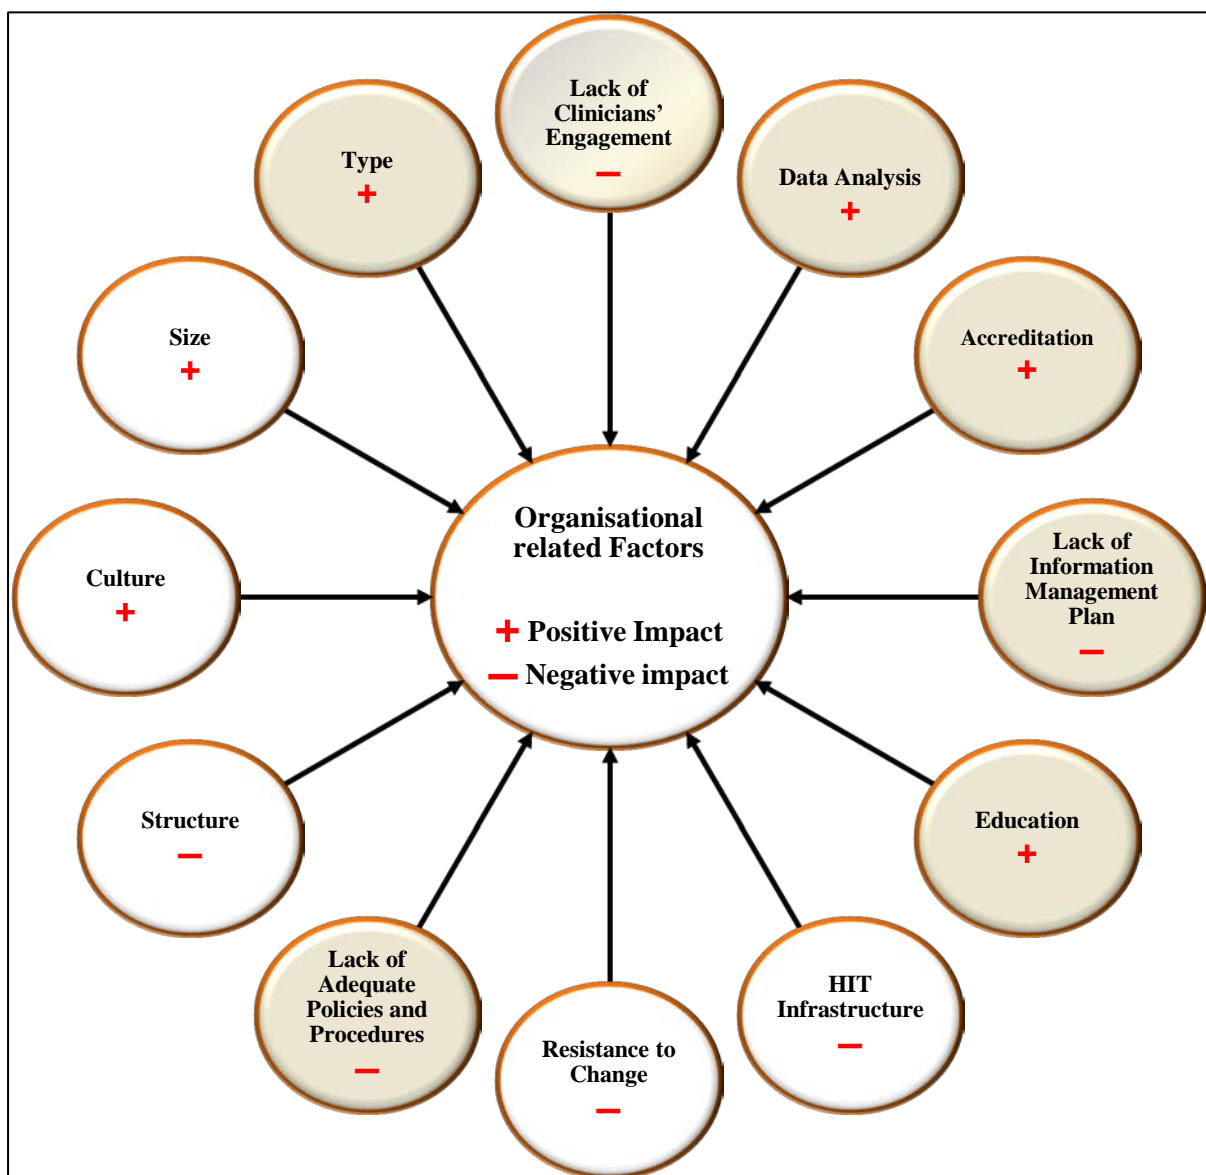 Lack of
Clinicians’
Engagement
–
Type
+
Data Analysis
+
Size
+
Accreditation
+
Organisational
related Factors
+ Positive Impact
– Negative impact
Culture
+
Lack of
Information
Management
Plan
–
Structure
–
Education
+
Lack of
Adequate
Policies and
Procedures
–
Resistance to
Change
–
HIT
Infrastructure
–